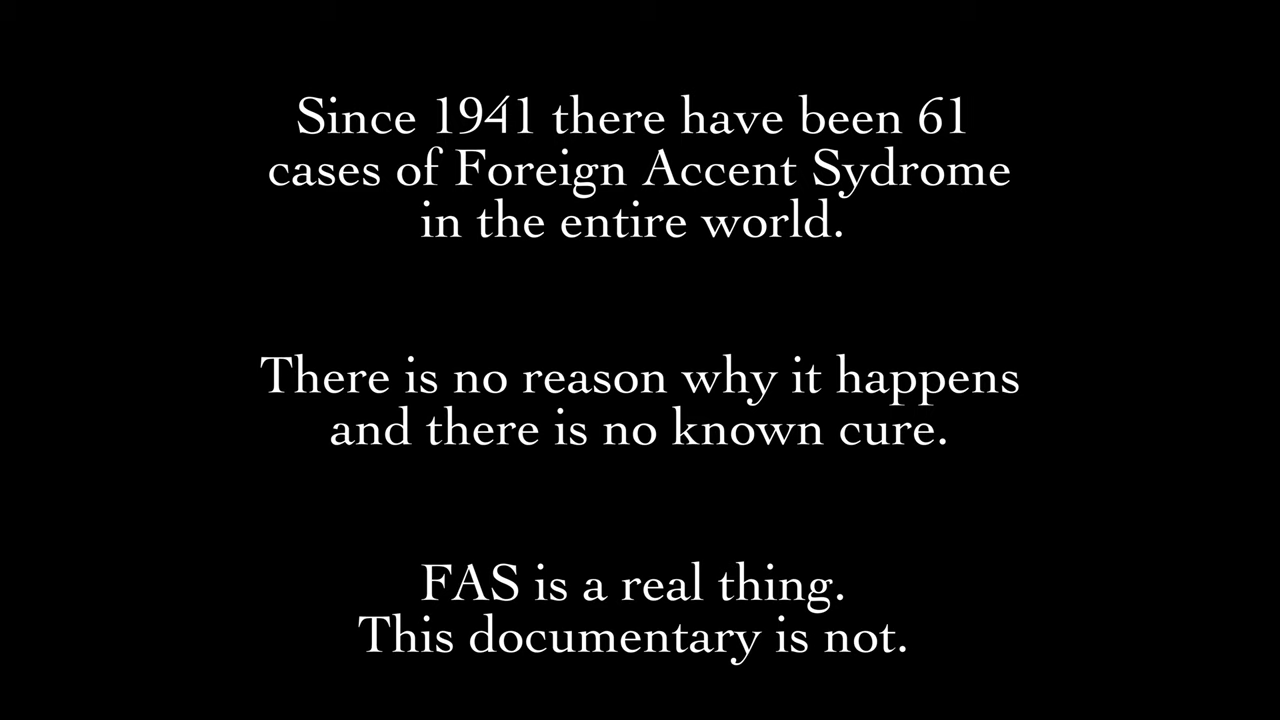 Since 1941 there have been 61
cases of Foreign Accent Sydrome
in the entire world.
There is no reason why it happens
and there is no known cure.
FAS is a real thing.
This documentary is not.